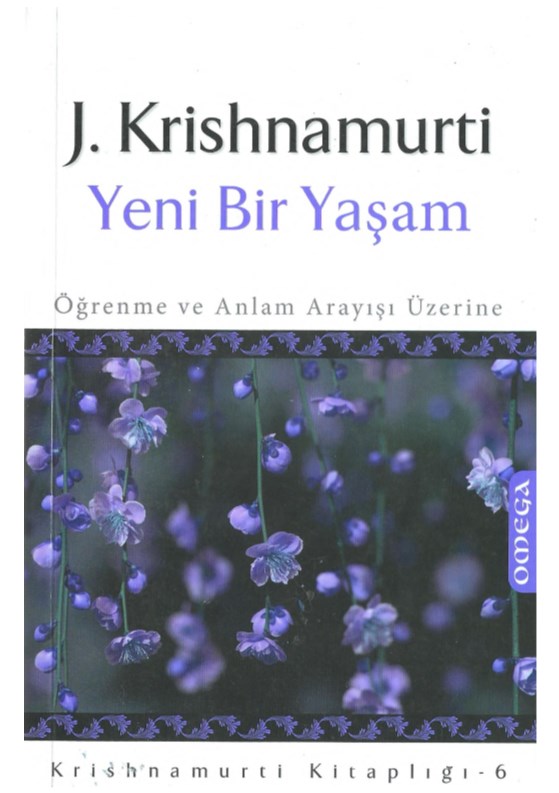 J. Krishnamurti
Yeni Bir Yaşam
Öğrenme ve Anlam Arayışı Üzerine
OMEGA
Krishnamurti Kitaplığı-6